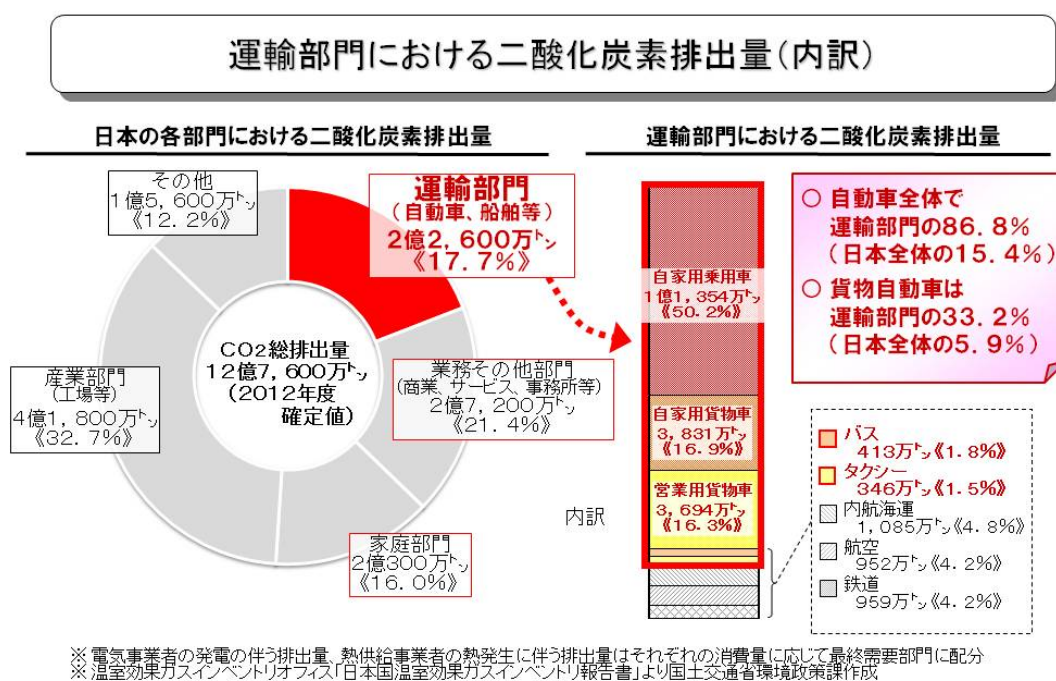 運輸部門における二酸化炭素排出量(内訳)
日本の各部門における二酸化炭素排出量
その他
1億5,600万㌧
《12.2%》
運輸部門
(自動車、船舶等)
2億2,600万㌧
《17.7%》
CO2総排出量
12億7,600万㌧
(2012年度
確定値)
産業部門
(工場等)
4億1,800万㌧
《32.7%》
業務その他部門
(商業、サービス、事務所等)
2億7,200万㌧
《21.4%》
家庭部門
2億300万㌧
《16.0%》
運輸部門における二酸化炭素排出量
自家用乗用車
1億1,354万㌧
《50.2%》
自家用貨物車
3,831万㌧
《16.9%》
営業用貨物車
3,694万㌧
《16.3%》
内訳
○ 自動車全体で
運輸部門の86.8%
(日本全体の15.4%)
○ 貨物自動車は
運輸部門の33.2%
(日本全体の5.9%)
バス
413万㌧《1.8%》
タクシー
346万㌧《1.5%》
内航海運
1,085万㌧《4.8%》
航空
952万㌧《4.2%》
鉄道
959万㌧《4.2%》
※ 電気事業者の発電の伴う排出量、熱供給事業者の熱発生に伴う排出量はそれぞれの消費量に応じて最終需要部門に配分
※ 温室効果ガスインベントリオフィス「日本国温室効果ガスインベントリ報告書」より国土交通省環境政策課作成